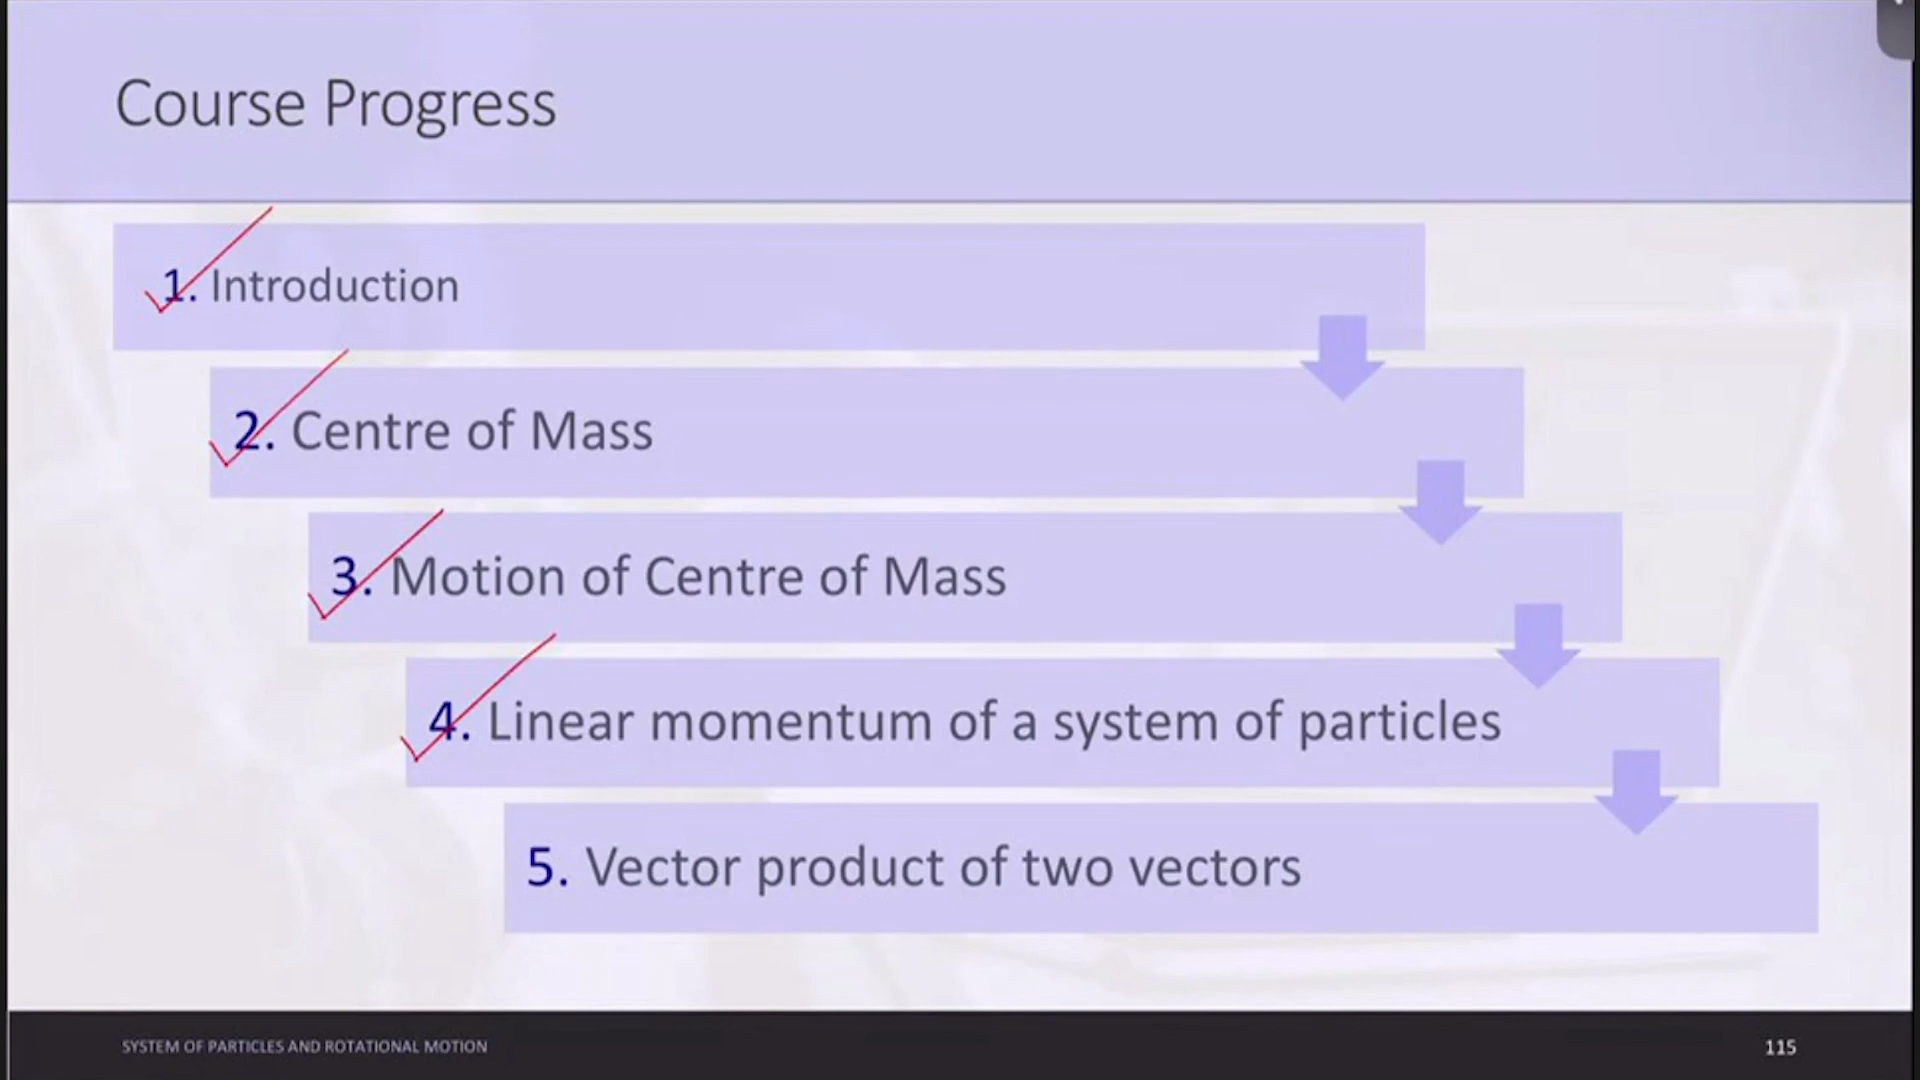 Course Progress
1. Introduction
2. Centre of Mass
3. Motion of Centre of Mass
4. Linear momentum of a system of particles
5. Vector product of two vectors
SYSTEM OF PARTICLES AND ROTATIONAL MOTION
115